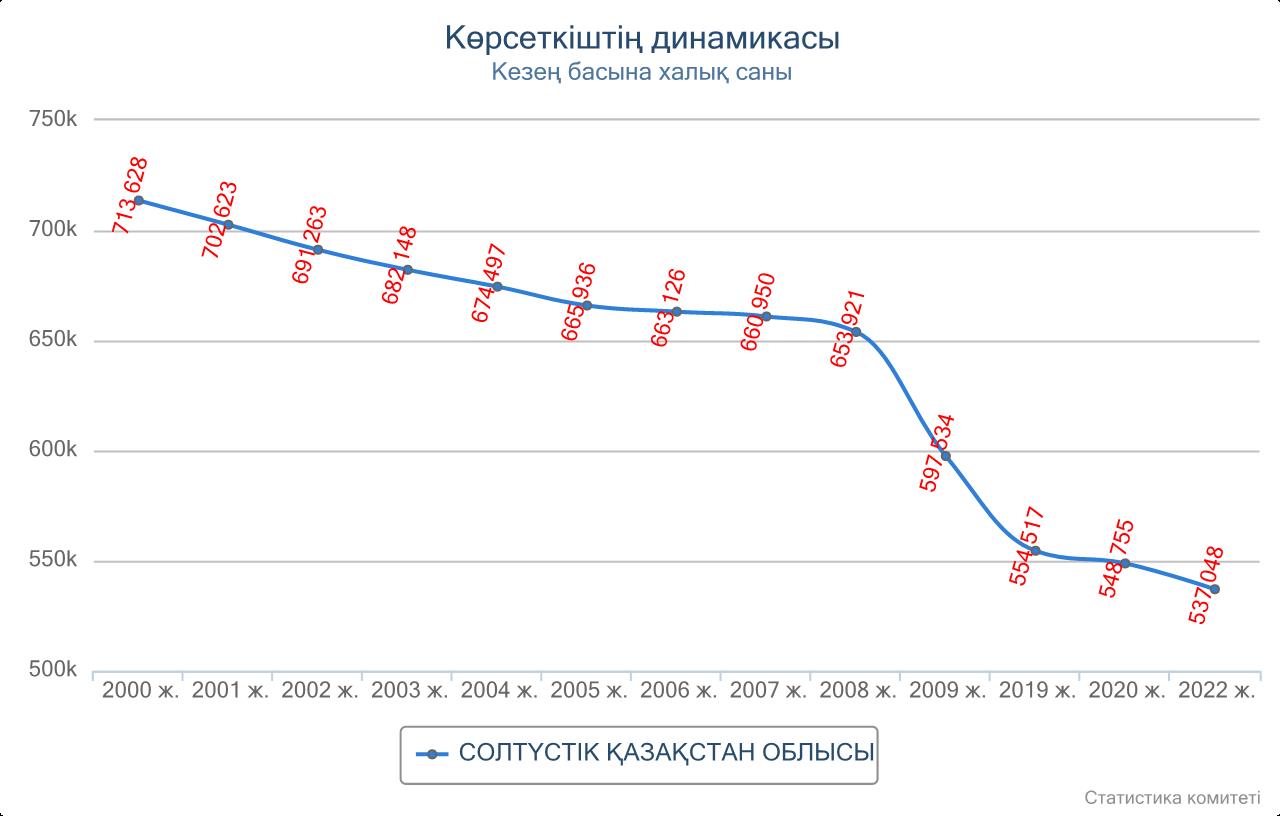 Көрсеткіштің динамикасы
Кезең басына халық саны
750k
700k
650k
600k
550k
500k
713 628
702 623
691 263
682 148
674 497
665 936
663 126
660 950
653 921
597 534
554 517
548 755
537 048
2000 ж. 2001 ж. 2002 ж. 2003 ж. 2004 ж. 2005 ж. 2006 ж. 2007 ж. 2008 ж. 2009 ж. 2019 ж. 2020 ж. 2022 ж.
СОЛТҮСТІК ҚАЗАҚСТАН ОБЛЫСЫ
Статистика комитеті